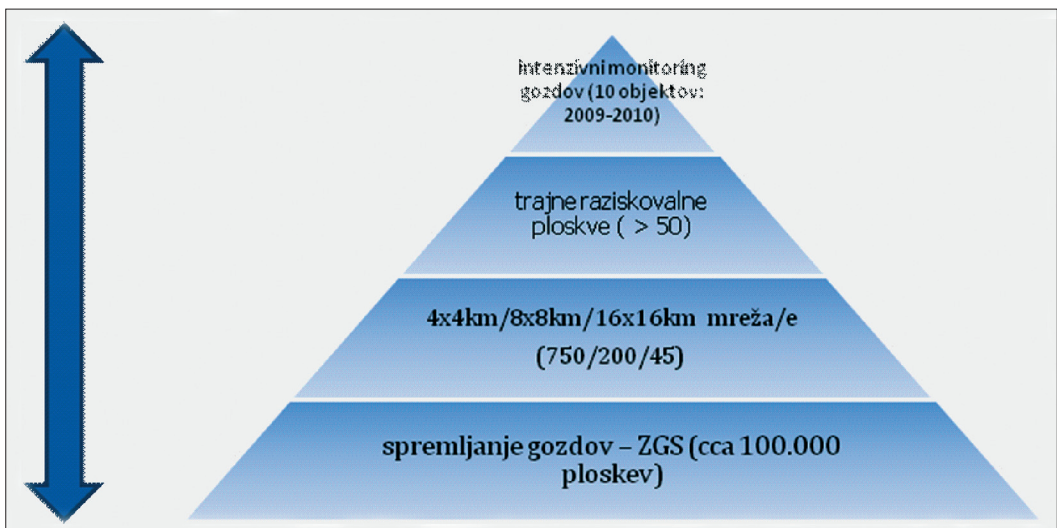 intenzivni monitoring
gozdov (10 objektov:
2009-2010)
trajne raziskovalne
ploskve ( > 50)
4x4km/8x8km/16x16km mreža/e
(750/200/45)
spremljanje gozdov – ZGS (cca 100.000
ploskev)